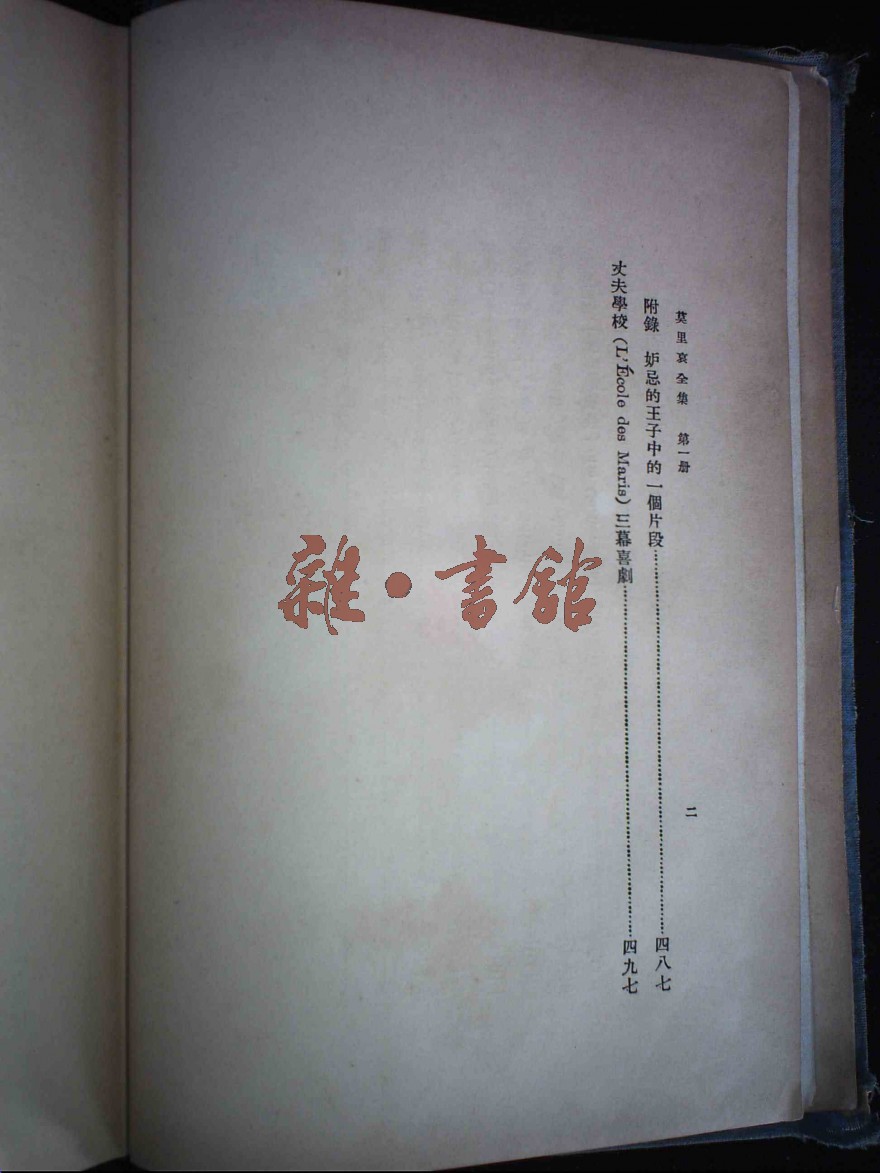 莫里哀全集 第一册
二
附錄 妒忌的王子中的一個片段……四八七
丈夫學校(L'École des Maris)三幕喜劇……四九七
雜·書館